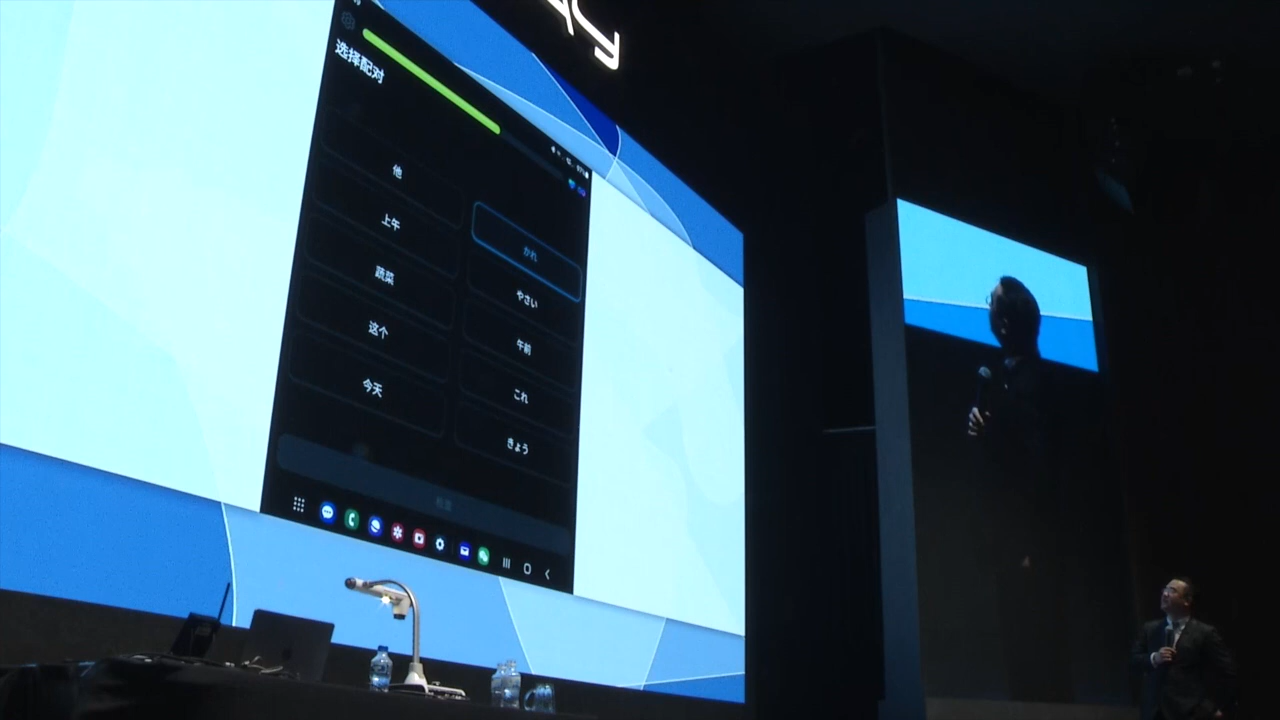 选择配对
他
上午
蔬菜
这个
今天
かれ
やさい
午前
これ
きょう